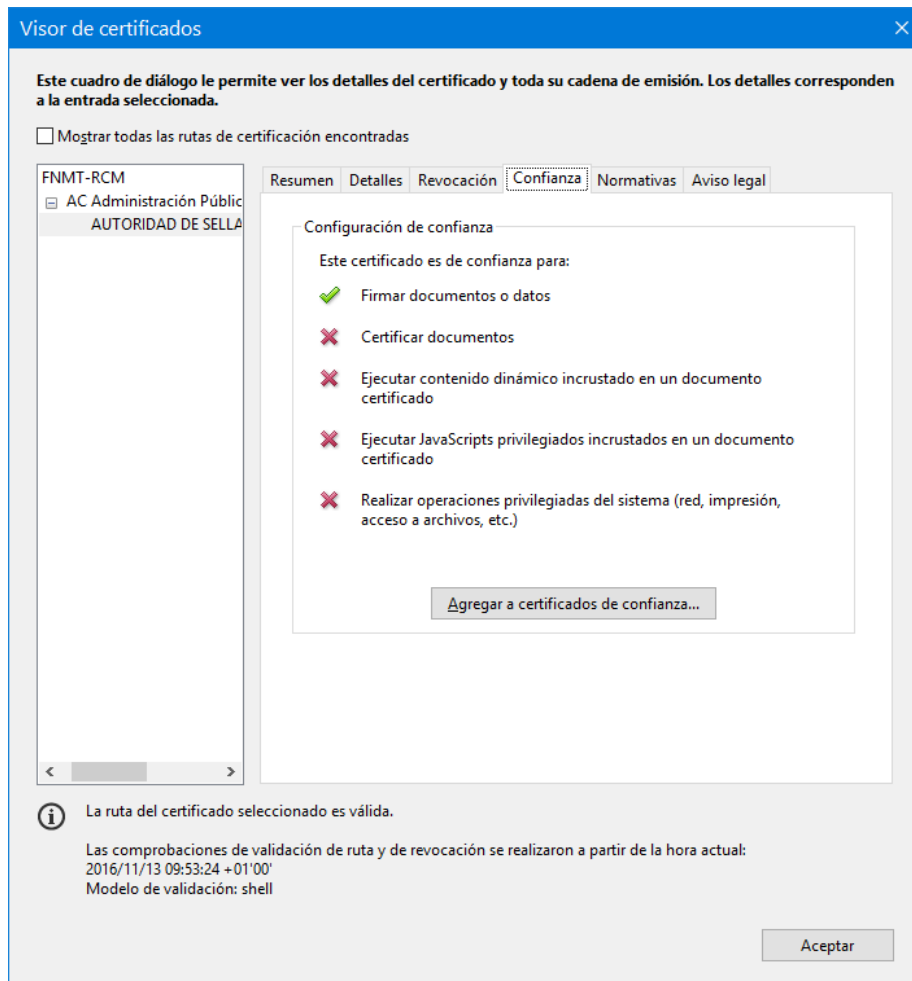 Visor de certificados
Este cuadro de diálogo le permite ver los detalles del certificado y toda su cadena de emisión. Los detalles corresponden
a la entrada seleccionada.
Mostrar todas las rutas de certificación encontradas
FNMT-RCM
AC Administración Públic
AUTORIDAD DE SELLA
Resumen Detalles Revocación Confianza Normativas Aviso legal
Configuración de confianza
Este certificado es de confianza para:
Firmar documentos o datos
Certificar documentos
Ejecutar contenido dinámico incrustado en un documento
certificado
Ejecutar JavaScripts privilegiados incrustados en un documento
certificado
Realizar operaciones privilegiadas del sistema (red, impresión,
acceso a archivos, etc.)
Agregar a certificados de confianza...
La ruta del certificado seleccionado es válida.
Las comprobaciones de validación de ruta y de revocación se realizaron a partir de la hora actual:
2016/11/13 09:53:24 +01'00'
Modelo de validación: shell
Aceptar